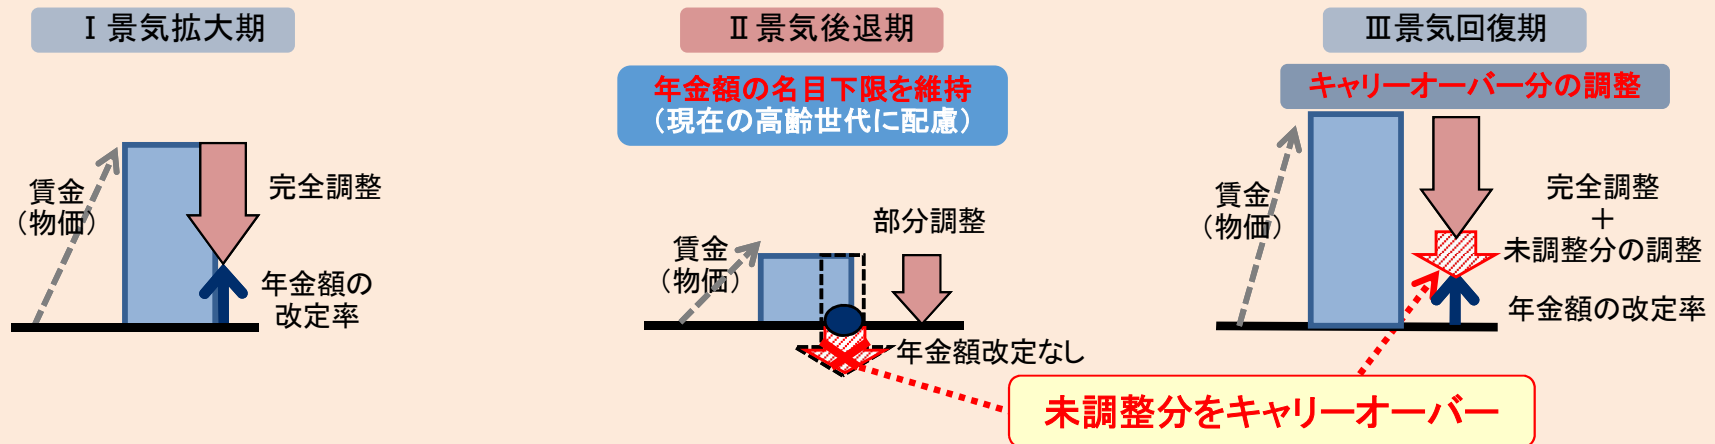 Ⅰ 景気拡大期
賃金
（物価）
完全調整
年金額の
改定率
Ⅱ 景気後退期
年金額の名目下限を維持
（現在の高齢世代に配慮）
賃金
（物価）
部分調整
年金額改定なし
Ⅲ景気回復期
キャリーオーバー分の調整
賃金
（物価）
完全調整
＋
未調整分の調整
年金額の改定率
未調整分をキャリーオーバー